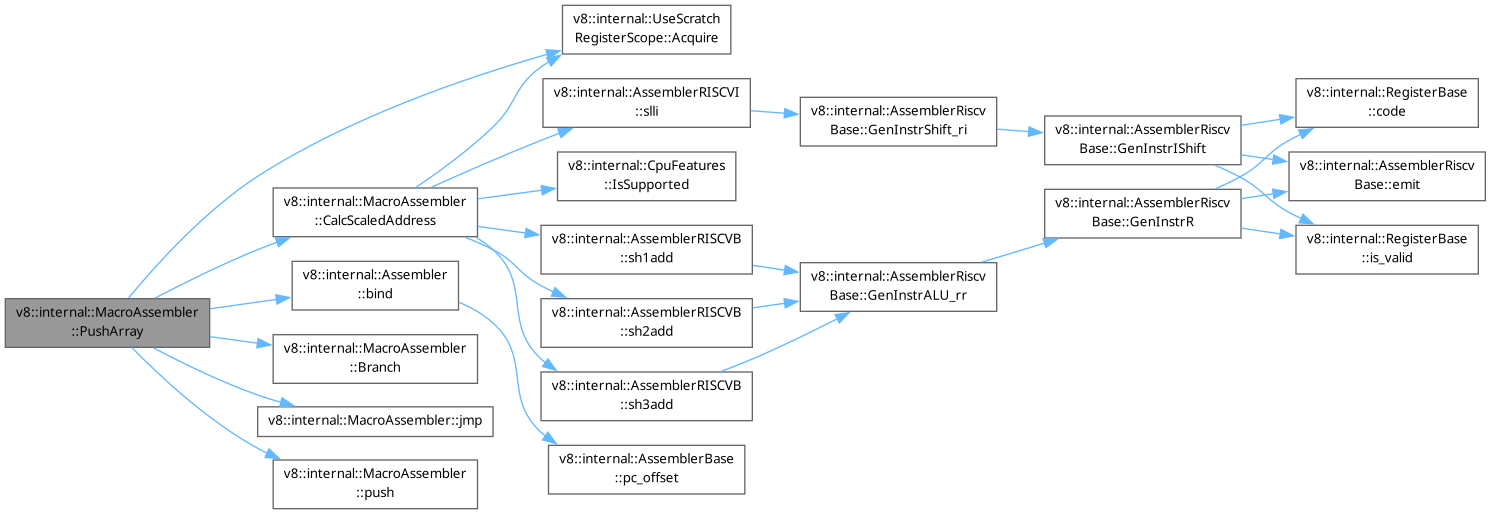 v8::internal::MacroAssembler
::PushArray
v8::internal::UseScratch
RegisterScope::Acquire
v8::internal::MacroAssembler
::CalcScaledAddress
v8::internal::AssemblerRISCVI
::slli
v8::internal::AssemblerRiscv
Base::GenInstrShift_ri
v8::internal::AssemblerRiscv
Base::GenInstrIShift
v8::internal::RegisterBase
::code
v8::internal::AssemblerRiscv
Base::emit
v8::internal::RegisterBase
::is_valid
v8::internal::CpuFeatures
::IsSupported
v8::internal::AssemblerRISCVB
::sh1add
v8::internal::AssemblerRiscv
Base::GenInstrALU_rr
v8::internal::AssemblerRiscv
Base::GenInstrR
v8::internal::AssemblerRISCVB
::sh2add
v8::internal::AssemblerRISCVB
::sh3add
v8::internal::Assembler
::bind
v8::internal::AssemblerBase
::pc_offset
v8::internal::MacroAssembler
::Branch
v8::internal::MacroAssembler::jmp
v8::internal::MacroAssembler
::push